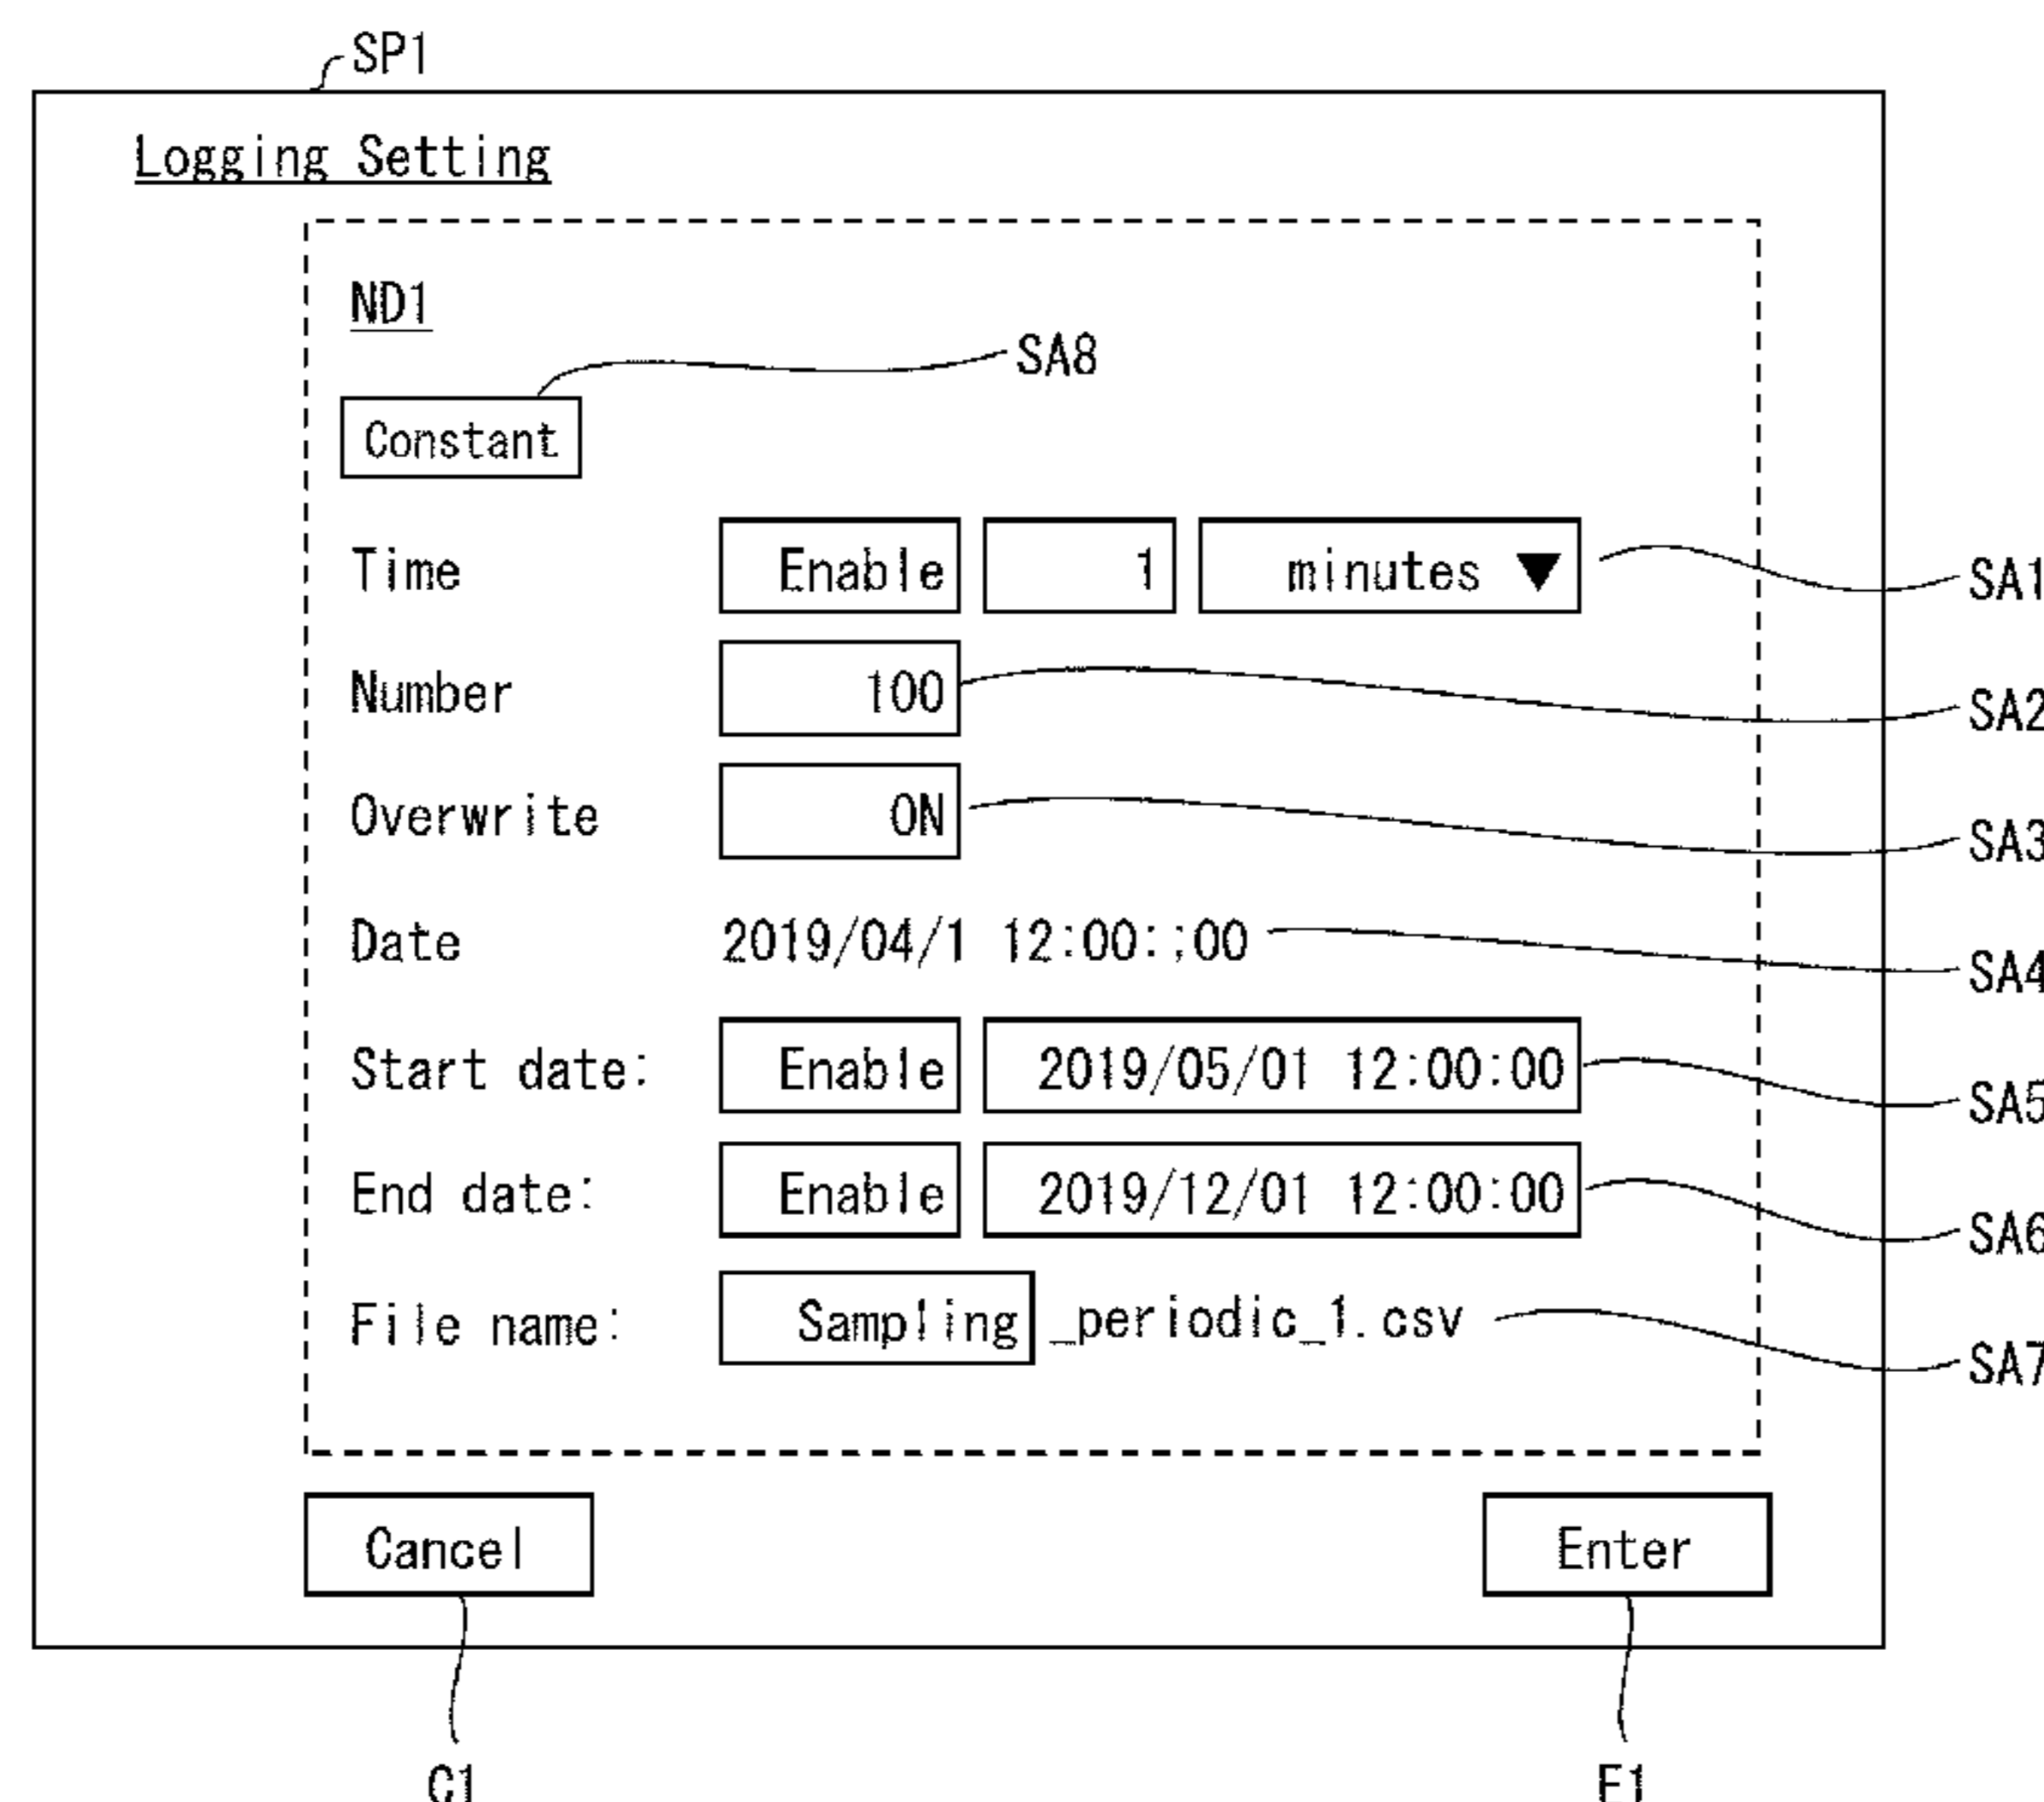 SP1
Logging Setting
ND1
SA8
Constant
Time Enable 1 minutes ▼ SA1
Number 100 SA2
Overwrite ON SA3
Date 2019/04/1 12:00:;00 SA4
Start date: Enable 2019/05/01 12:00:00 SA5
End date: Enable 2019/12/01 12:00:00 SA6
File name: Sampling _periodic_1.csv SA7
Cancel Enter
C1 E1